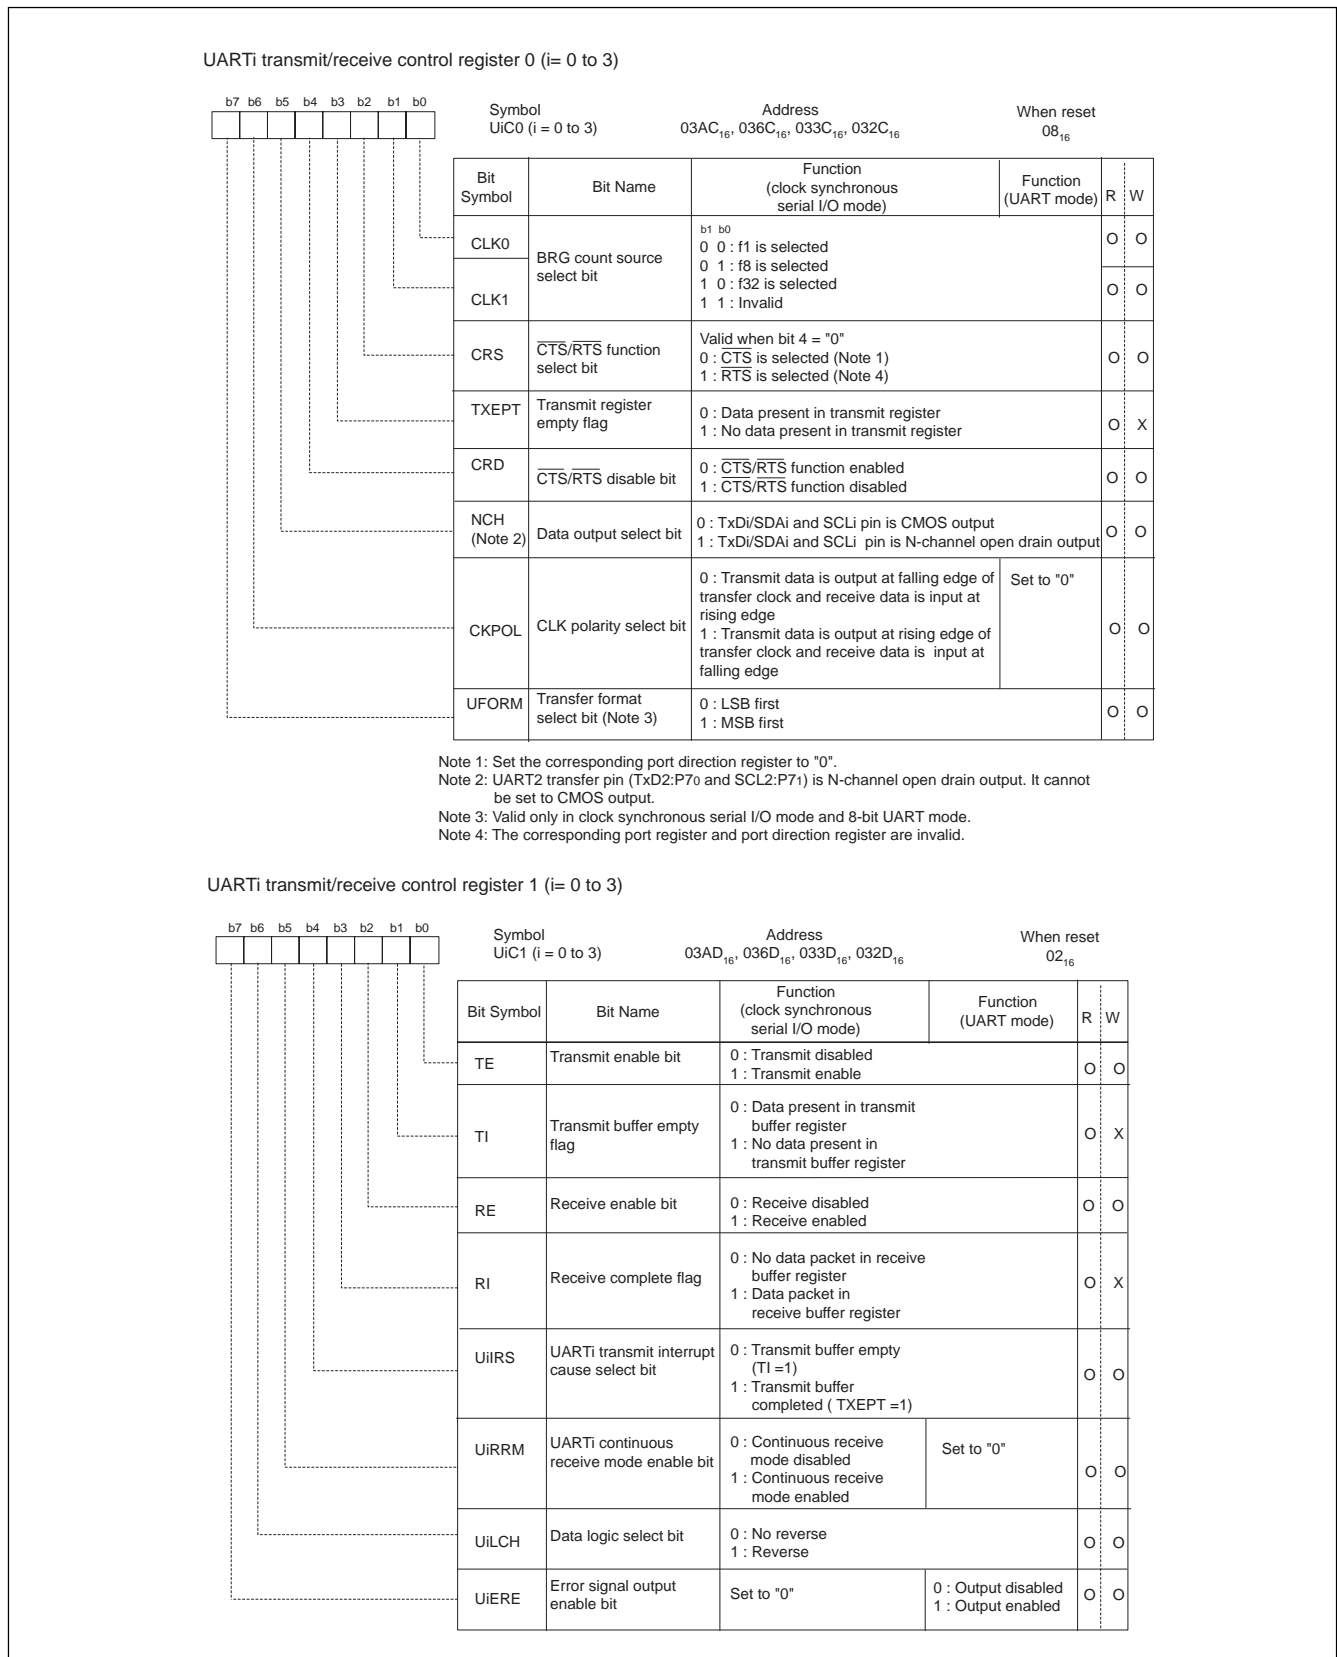 UARTi transmit/receive control register 0 (i= 0 to 3)
b7 b6 b5 b4 b3 b2 b1 b0
Symbol Address When reset
UiC0 (i = 0 to 3) 03AC16, 036C16, 033C16, 032C16 0816
Bit Symbol
Bit Name
Function
(clock synchronous
serial I/O mode)
Function
(UART mode)
R W
CLK0
CLK1
BRG count source
select bit
b1 b0
0 0 : f1 is selected
0 1 : f8 is selected
1 0 : f32 is selected
1 1 : Invalid
O O
O O
CRS
CTS/RTS function
select bit
Valid when bit 4 = "0"
0 : CTS is selected (Note 1)
1 : RTS is selected (Note 4)
O O
TXEPT
Transmit register
empty flag
0 : Data present in transmit register
1 : No data present in transmit register
O X
CRD
CTS/RTS disable bit
0 : CTS/RTS function enabled
1 : CTS/RTS function disabled
O O
NCH
(Note 2)
Data output select bit
0 : TxDi/SDAi and SCLi pin is CMOS output
1 : TxDi/SDAi and SCLi pin is N-channel open drain output
O O
CKPOL
CLK polarity select bit
0 : Transmit data is output at falling edge of
transfer clock and receive data is input at
rising edge
1 : Transmit data is output at rising edge of
transfer clock and receive data is input at
falling edge
Set to "0"
O O
UFORM
Transfer format
select bit (Note 3)
0 : LSB first
1 : MSB first
O O
Note 1: Set the corresponding port direction register to "0".
Note 2: UART2 transfer pin (TxD2:P70 and SCL2:P71) is N-channel open drain output. It cannot
be set to CMOS output.
Note 3: Valid only in clock synchronous serial I/O mode and 8-bit UART mode.
Note 4: The corresponding port register and port direction register are invalid.
UARTi transmit/receive control register 1 (i= 0 to 3)
b7 b6 b5 b4 b3 b2 b1 b0
Symbol Address When reset
UiC1 (i = 0 to 3) 03AD16, 036D16, 033D16, 032D16 0216
Bit Symbol
Bit Name
Function
(clock synchronous
serial I/O mode)
Function
(UART mode)
R W
TE
Transmit enable bit
0 : Transmit disabled
1 : Transmit enable
O O
TI
Transmit buffer empty
flag
0 : Data present in transmit
buffer register
1 : No data present in
transmit buffer register
O X
RE
Receive enable bit
0 : Receive disabled
1 : Receive enabled
O O
RI
Receive complete flag
0 : No data packet in receive
buffer register
1 : Data packet in
receive buffer register
O X
UiIRS
UARTi transmit interrupt
cause select bit
0 : Transmit buffer empty
(TI =1)
1 : Transmit buffer
completed ( TXEPT =1)
O O
UiRRM
UARTi continuous
receive mode enable bit
0 : Continuous receive
mode disabled
1 : Continuous receive
mode enabled
Set to "0"
O O
UiLCH
Data logic select bit
0 : No reverse
1 : Reverse
O O
UiERE
Error signal output
enable bit
Set to "0"
0 : Output disabled
1 : Output enabled
O O